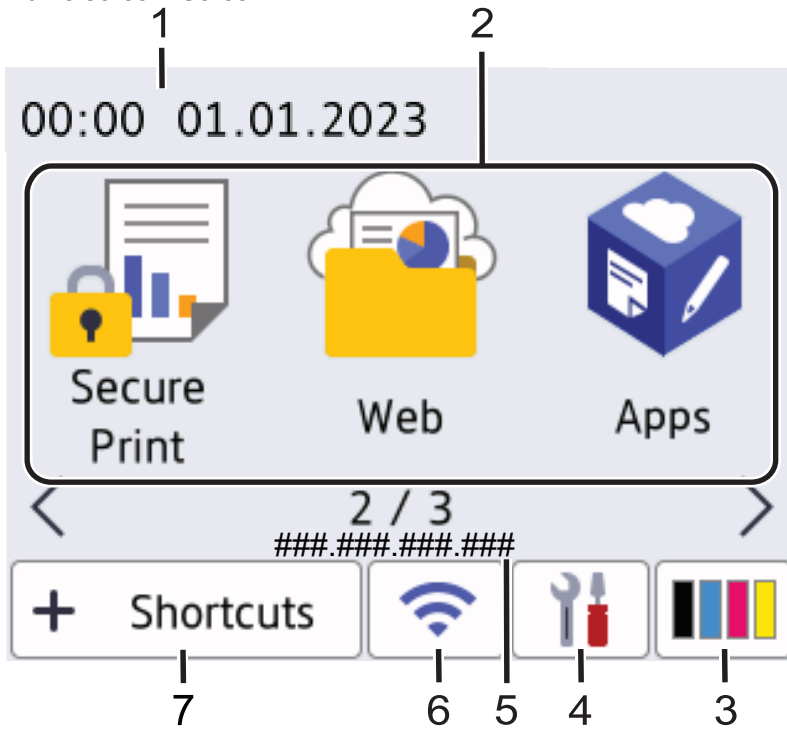 1 2
00:00 01.01.2023
Secure
Print
Web
Apps
2 / 3
###.###.###.###
+ Shortcuts
7 6 5 4 3